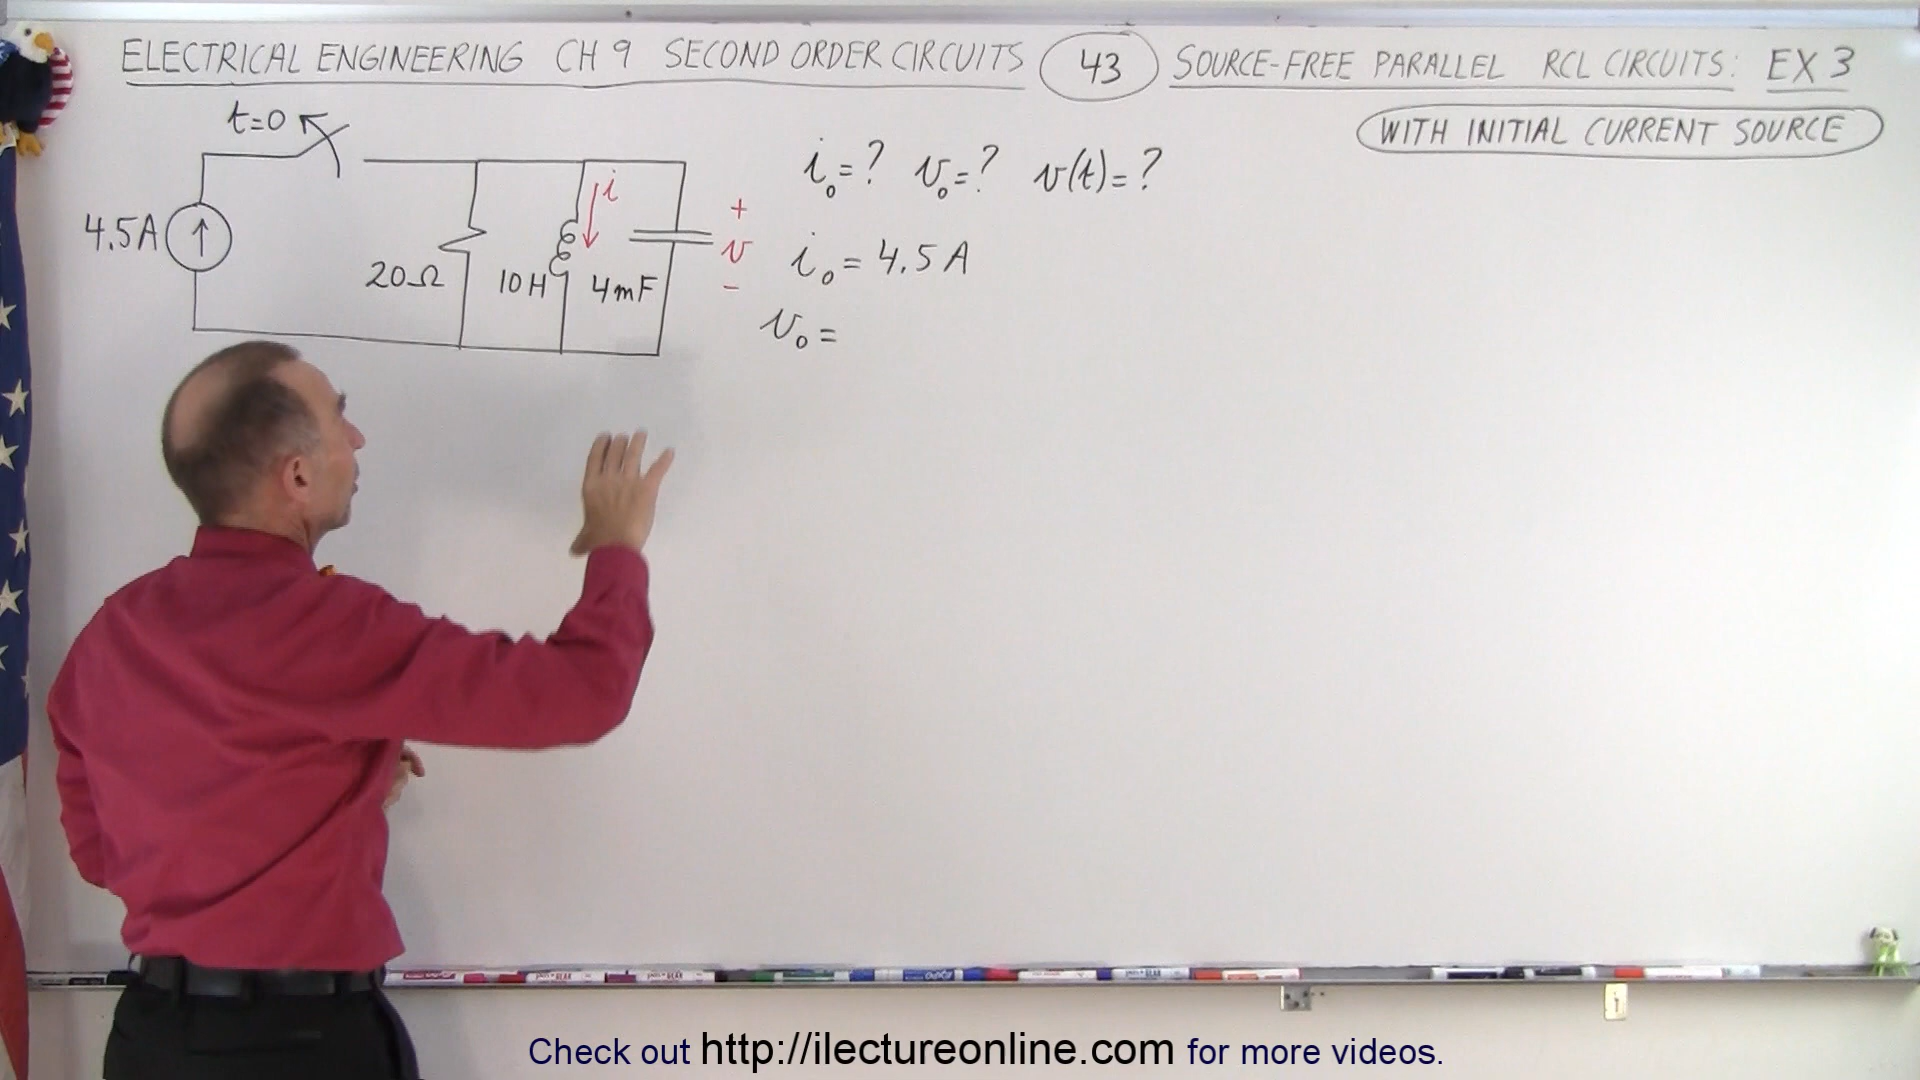 ELECTRICAL ENGINEERING CH 9 SECOND ORDER CIRCUITS 43 SOURCE-FREE PARALLEL RCL CIRCUITS: EX 3
WITH INITIAL CURRENT SOURCE
t=0
i₀=? v₀=? v(t)=?
i
+
4.5A
v
-
i₀ = 4.5 A
20Ω 10H 4mF
v₀ =
Check out http://ilectureonline.com for more videos.